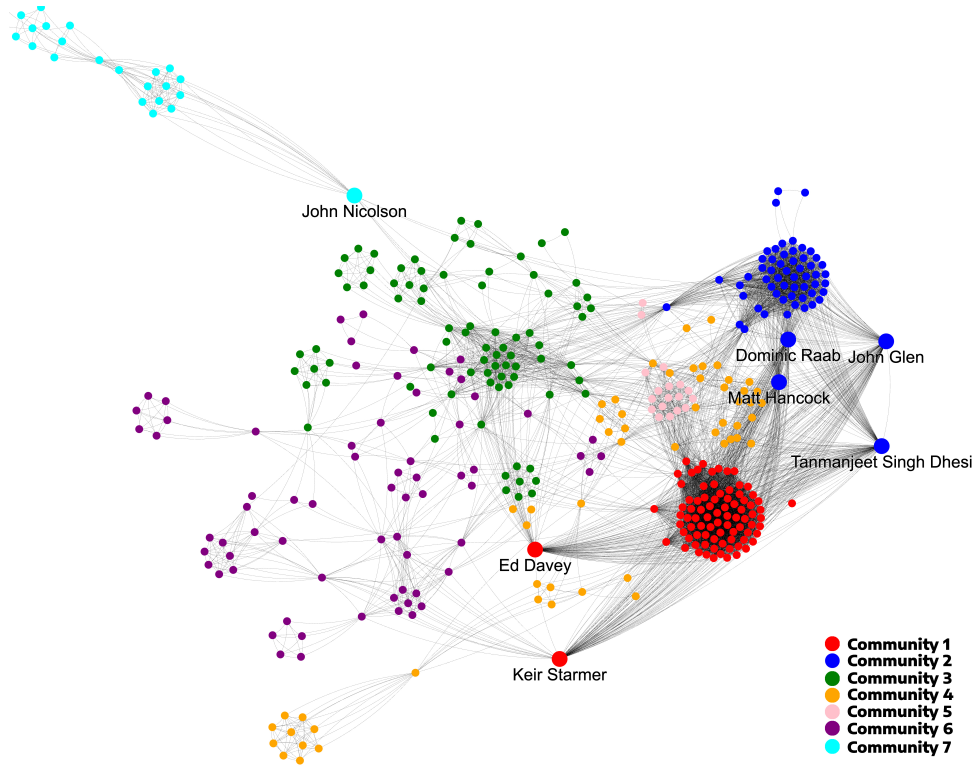 John Nicolson
Dominic Raab
John Glen
Matt Hancock
Tanmanjeet Singh Dhesi
Ed Davey
Keir Starmer
Community 1
Community 2
Community 3
Community 4
Community 5
Community 6
Community 7